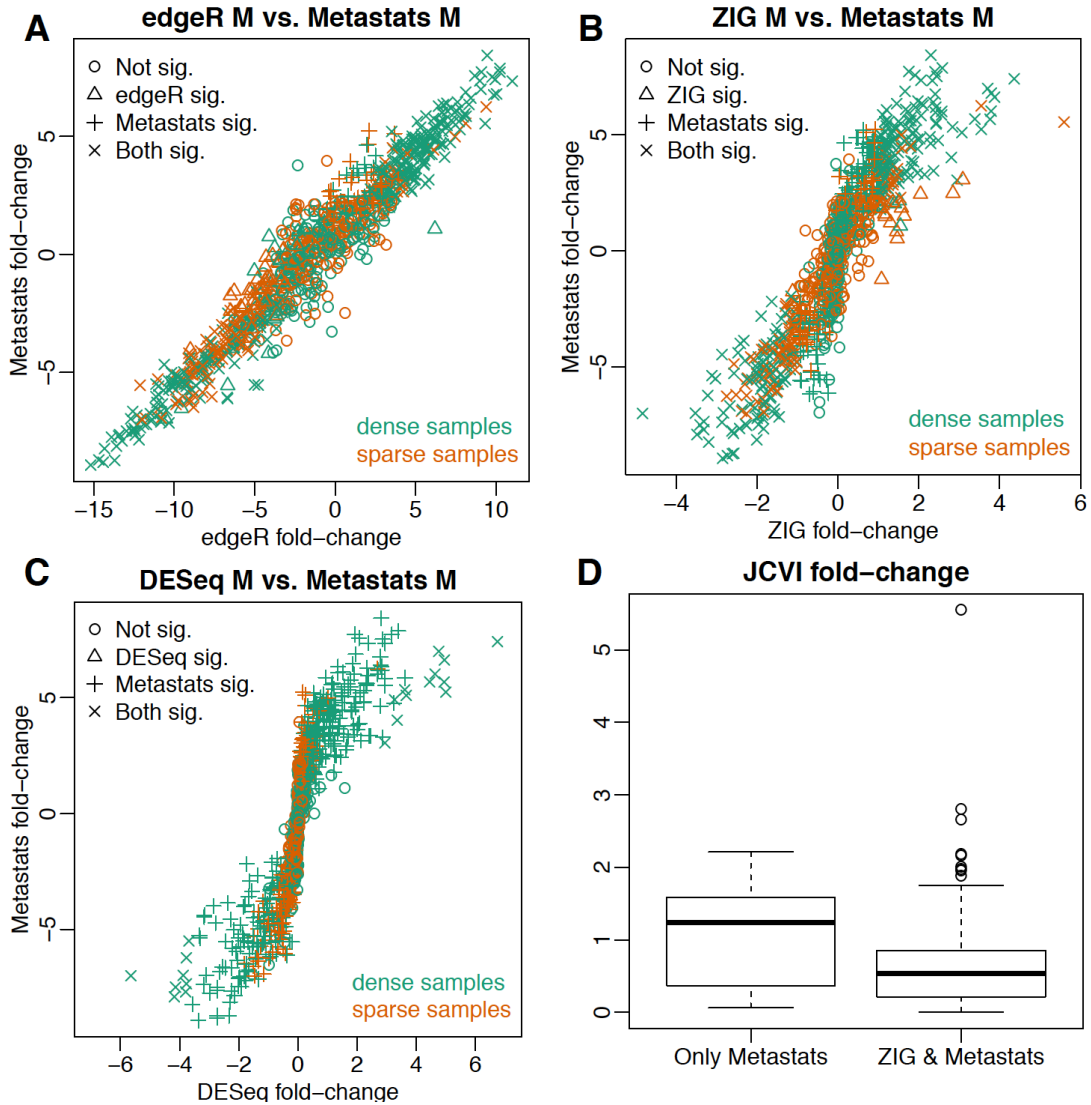 A
edgeR M vs. Metastats M
Not sig.
edgeR sig.
Metastats sig.
Both sig.
Metastats fold−change
5
0
−5
dense samples
sparse samples
−15
−10
−5
0
5
10
edgeR fold−change
B
ZIG M vs. Metastats M
Not sig.
ZIG sig.
Metastats sig.
Both sig.
Metastats fold−change
5
0
−5
dense samples
sparse samples
−4
−2
0
2
4
6
ZIG fold−change
C
DESeq M vs. Metastats M
Not sig.
DESeq sig.
Metastats sig.
Both sig.
Metastats fold−change
5
0
−5
dense samples
sparse samples
−6
−4
−2
0
2
4
6
DESeq fold−change
D
JCVI fold−change
5
4
3
2
1
0
Only Metastats
ZIG & Metastats